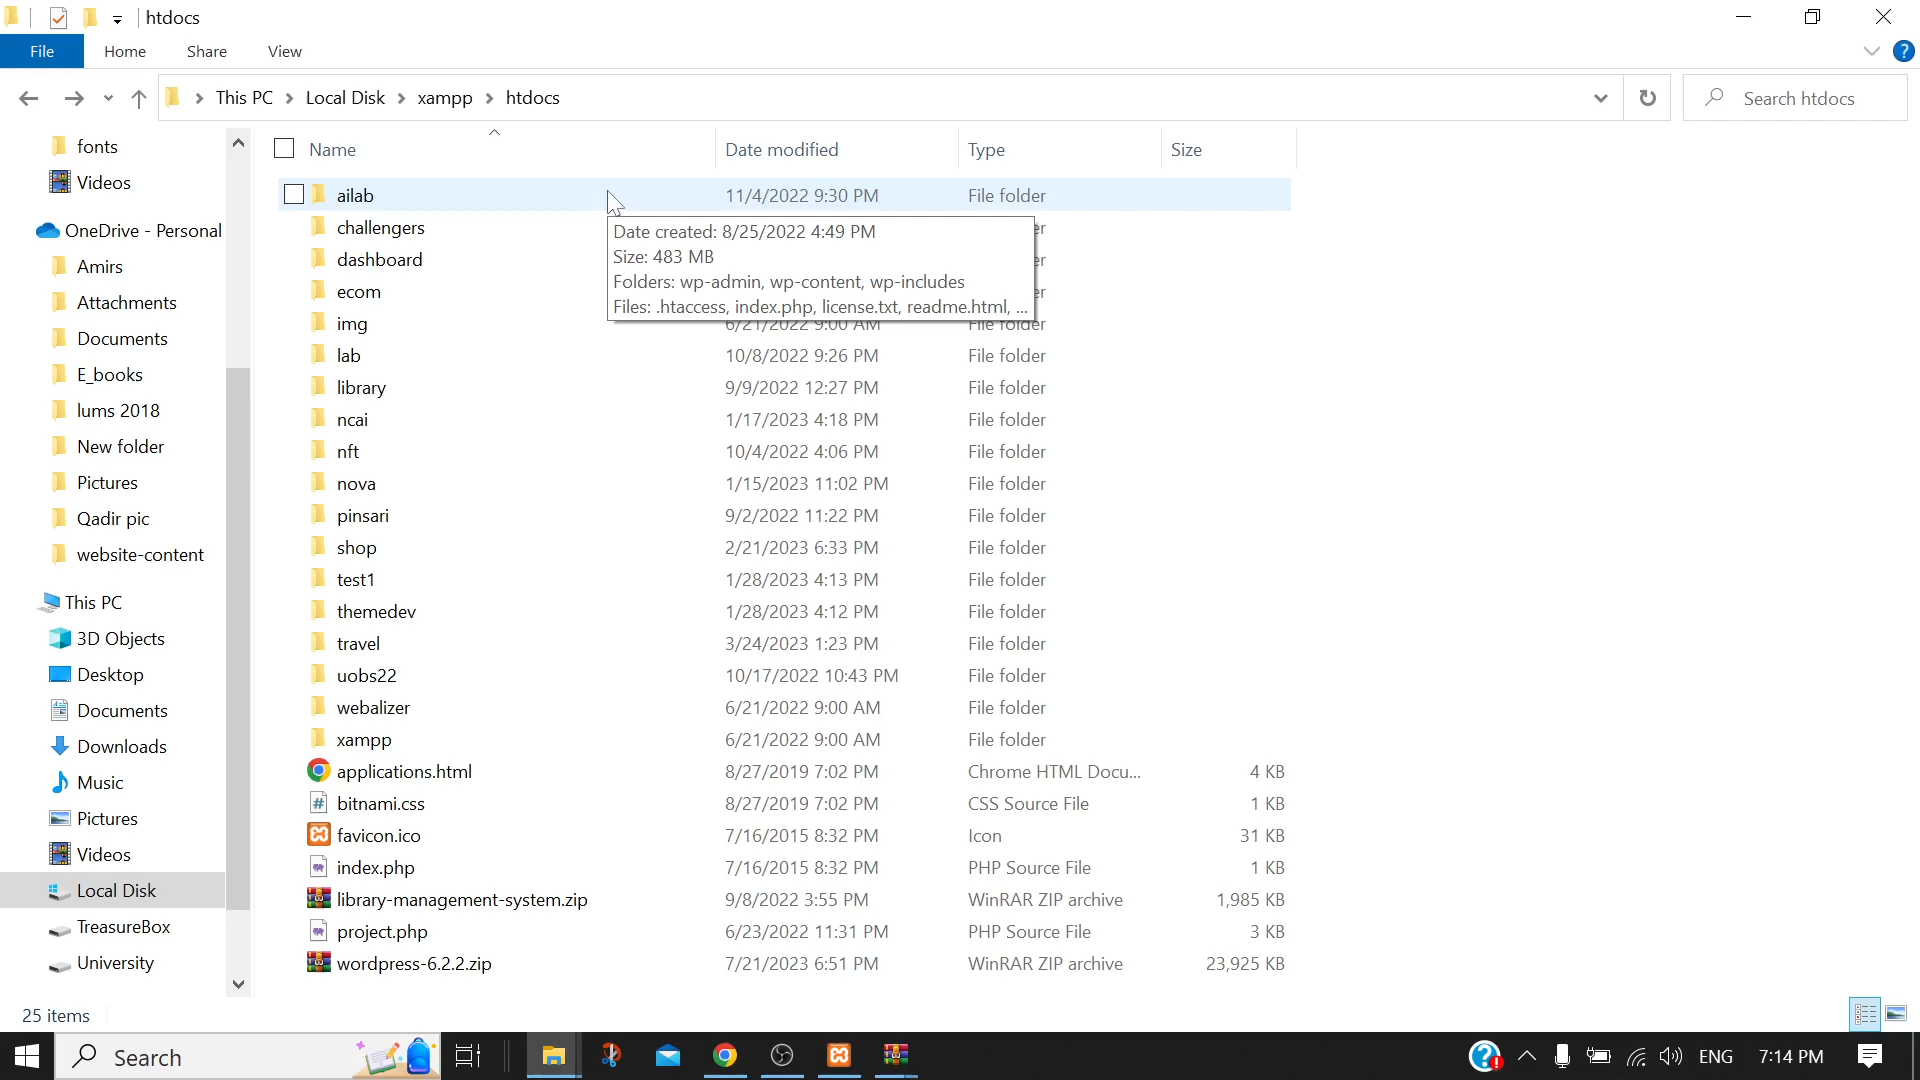 htdocs
File Home Share View
This PC Local Disk xampp htdocs
Search htdocs
fonts
Videos
OneDrive - Personal
Amirs
Attachments
Documents
E_books
lums 2018
New folder
Pictures
Qadir pic
website-content
This PC
3D Objects
Desktop
Documents
Downloads
Music
Pictures
Videos
Local Disk
TreasureBox
University
Name Date modified Type Size
ailab 11/4/2022 9:30 PM File folder
challengers er
dashboard er
ecom er
Date created: 8/25/2022 4:49 PM
Size: 483 MB
Folders: wp-admin, wp-content, wp-includes
Files: .htaccess, index.php, license.txt, readme.html, ...
img 6/21/2022 9:00 AM File folder
lab 10/8/2022 9:26 PM File folder
library 9/9/2022 12:27 PM File folder
ncai 1/17/2023 4:18 PM File folder
nft 10/4/2022 4:06 PM File folder
nova 1/15/2023 11:02 PM File folder
pinsari 9/2/2022 11:22 PM File folder
shop 2/21/2023 6:33 PM File folder
test1 1/28/2023 4:13 PM File folder
themedev 1/28/2023 4:12 PM File folder
travel 3/24/2023 1:23 PM File folder
uobs22 10/17/2022 10:43 PM File folder
webalizer 6/21/2022 9:00 AM File folder
xampp 6/21/2022 9:00 AM File folder
applications.html 8/27/2019 7:02 PM Chrome HTML Docu... 4 KB
bitnami.css 8/27/2019 7:02 PM CSS Source File 1 KB
favicon.ico 7/16/2015 8:32 PM Icon 31 KB
index.php 7/16/2015 8:32 PM PHP Source File 1 KB
library-management-system.zip 9/8/2022 3:55 PM WinRAR ZIP archive 1,985 KB
project.php 6/23/2022 11:31 PM PHP Source File 3 KB
wordpress-6.2.2.zip 7/21/2023 6:51 PM WinRAR ZIP archive 23,925 KB
25 items
Search
ENG 7:14 PM